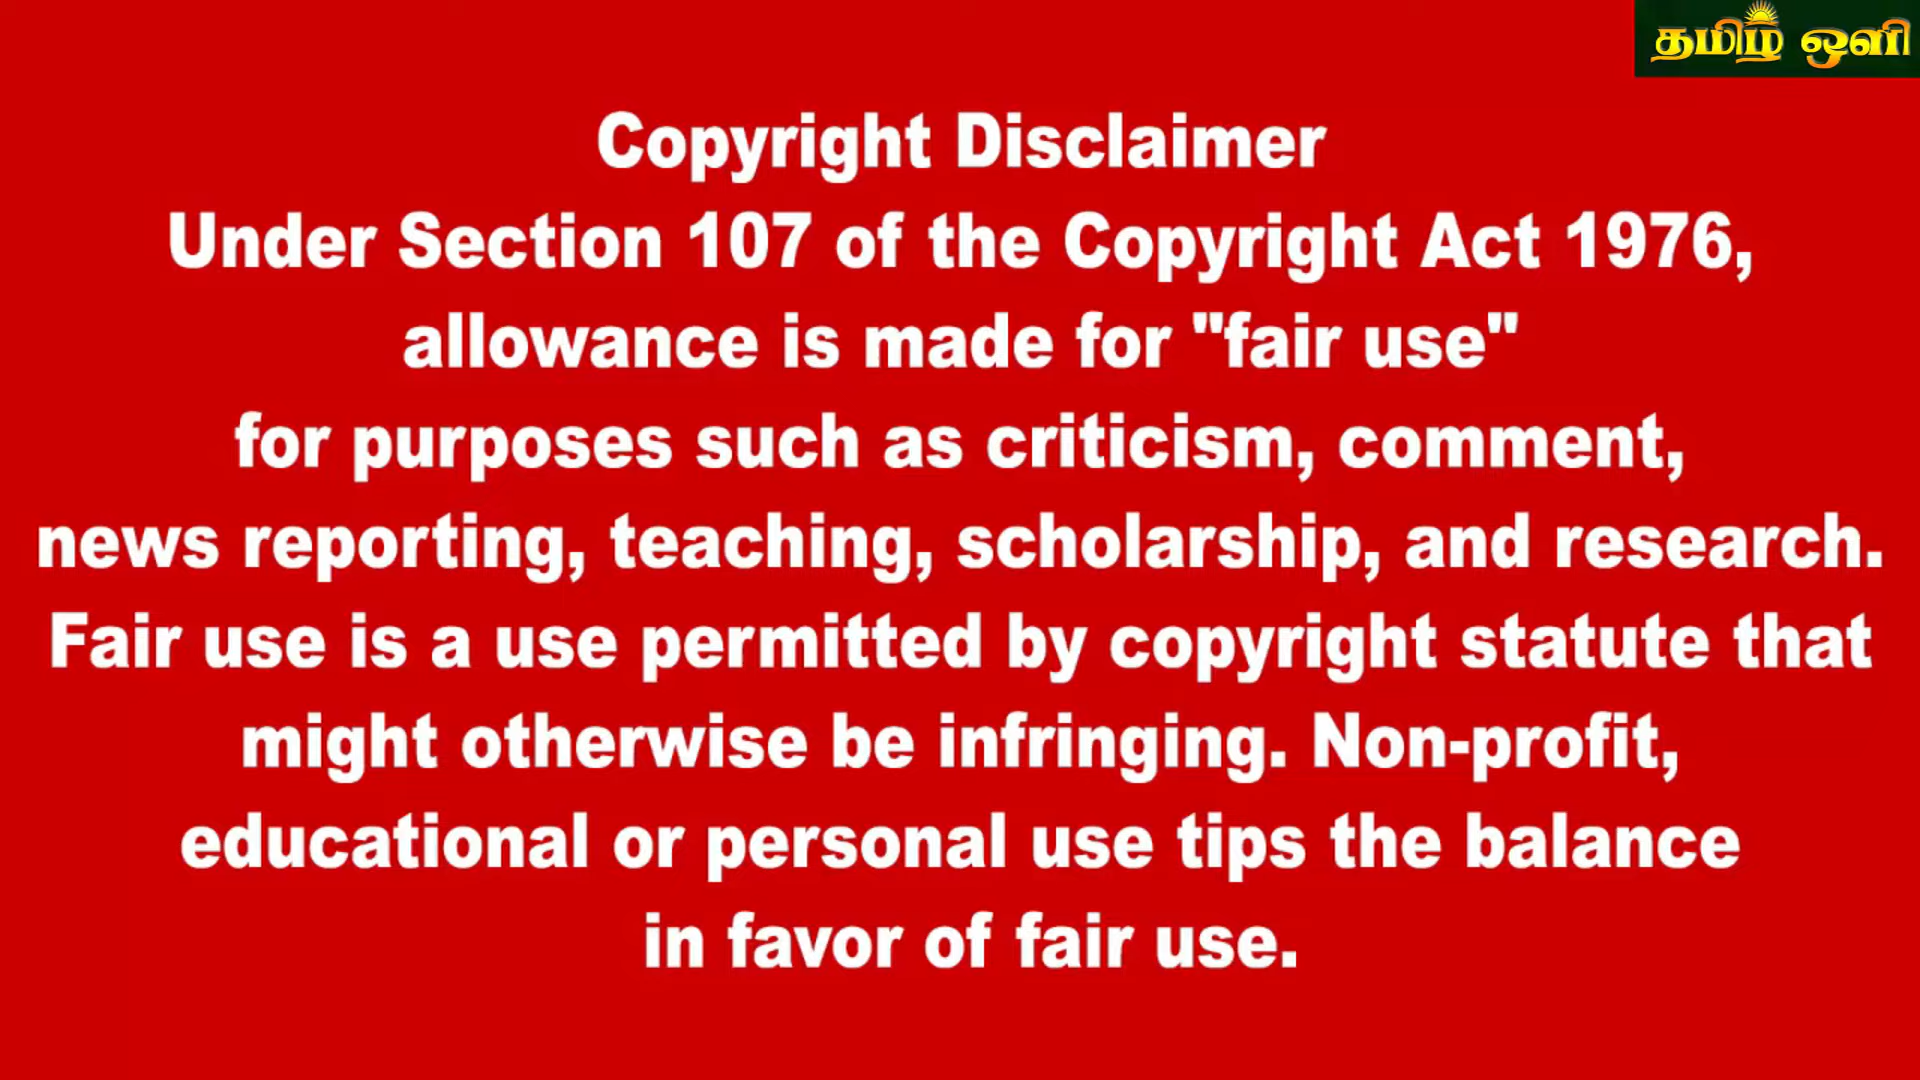 தமிழ் ஒளி
Copyright Disclaimer
Under Section 107 of the Copyright Act 1976,
allowance is made for "fair use"
for purposes such as criticism, comment,
news reporting, teaching, scholarship, and research.
Fair use is a use permitted by copyright statute that
might otherwise be infringing. Non-profit,
educational or personal use tips the balance
in favor of fair use.